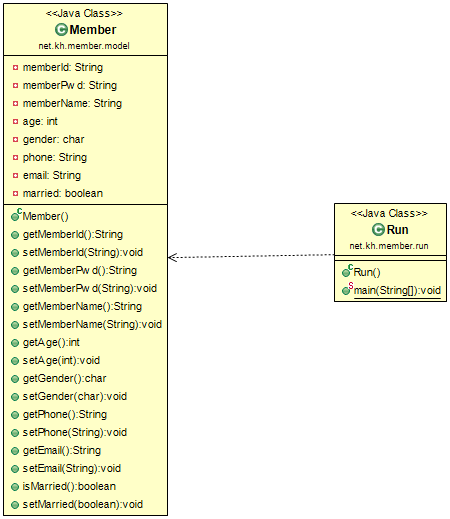 <<Java Class>>
Member
net.kh.member.model
memberId: String
memberPwd: String
memberName: String
age: int
gender: char
phone: String
email: String
married: boolean
Member()
getMemberId():String
setMemberId(String):void
getMemberPwd():String
setMemberPwd(String):void
getMemberName():String
setMemberName(String):void
getAge():int
setAge(int):void
getGender():char
setGender(char):void
getPhone():String
setPhone(String):void
getEmail():String
setEmail(String):void
isMarried():boolean
setMarried(boolean):void
<<Java Class>>
Run
net.kh.member.run
Run()
main(String[]):void